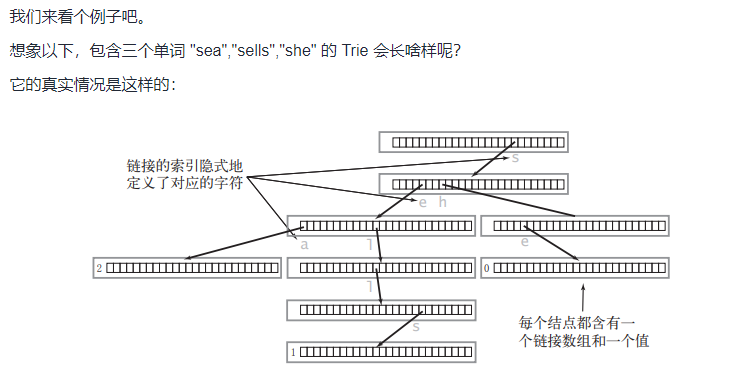 我们来看个例子吧。
想象以下，包含三个单词 "sea","sells","she" 的 Trie 会长啥样呢？
它的真实情况是这样的：
链接的索引隐式地
定义了对应的字符
s
e h
a l e
2 0
l
每个结点都含有一
个链接数组和一个值
s
1